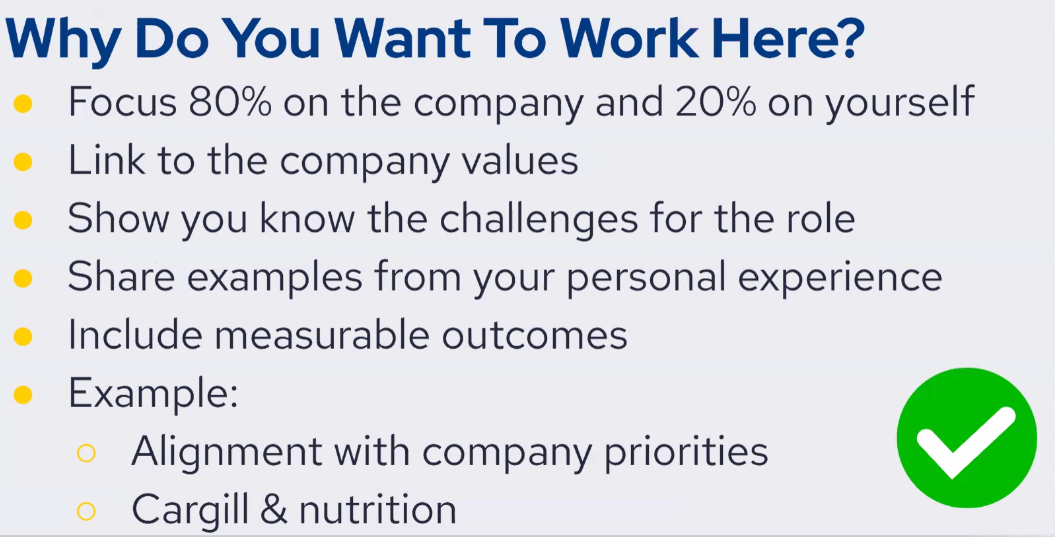 Why Do You Want To Work Here?
Focus 80% on the company and 20% on yourself
Link to the company values
Show you know the challenges for the role
Share examples from your personal experience
Include measurable outcomes
Example:
Alignment with company priorities
Cargill & nutrition